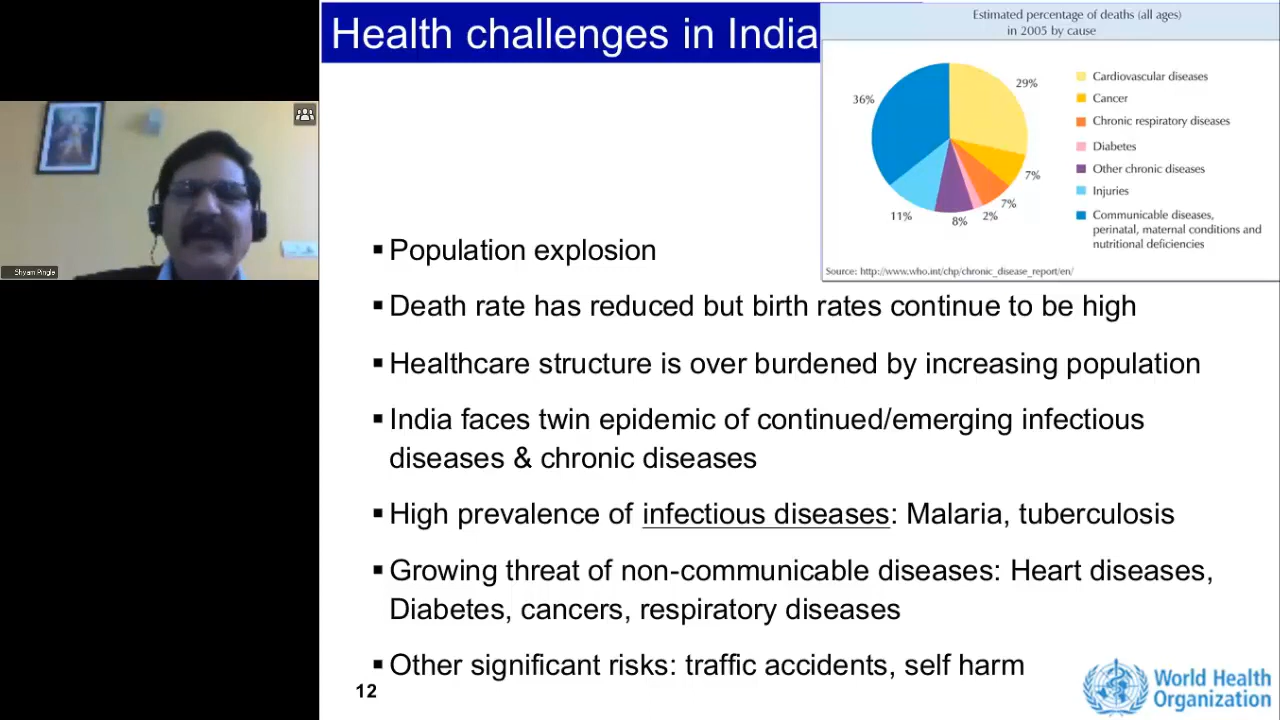 Health challenges in India
Estimated percentage of deaths (all ages)
in 2005 by cause
36%
29%
7%
7%
2%
8%
11%
Cardiovascular diseases
Cancer
Chronic respiratory diseases
Diabetes
Other chronic diseases
Injuries
Communicable diseases,
perinatal, maternal conditions and
nutritional deficiencies
Source: http://www.who.int/chp/chronic_disease_report/en/
Shyam Pingle
▪ Population explosion
▪ Death rate has reduced but birth rates continue to be high
▪ Healthcare structure is over burdened by increasing population
▪ India faces twin epidemic of continued/emerging infectious
diseases & chronic diseases
▪ High prevalence of infectious diseases: Malaria, tuberculosis
▪ Growing threat of non-communicable diseases: Heart diseases,
Diabetes, cancers, respiratory diseases
▪ Other significant risks: traffic accidents, self harm
12
World Health
Organization